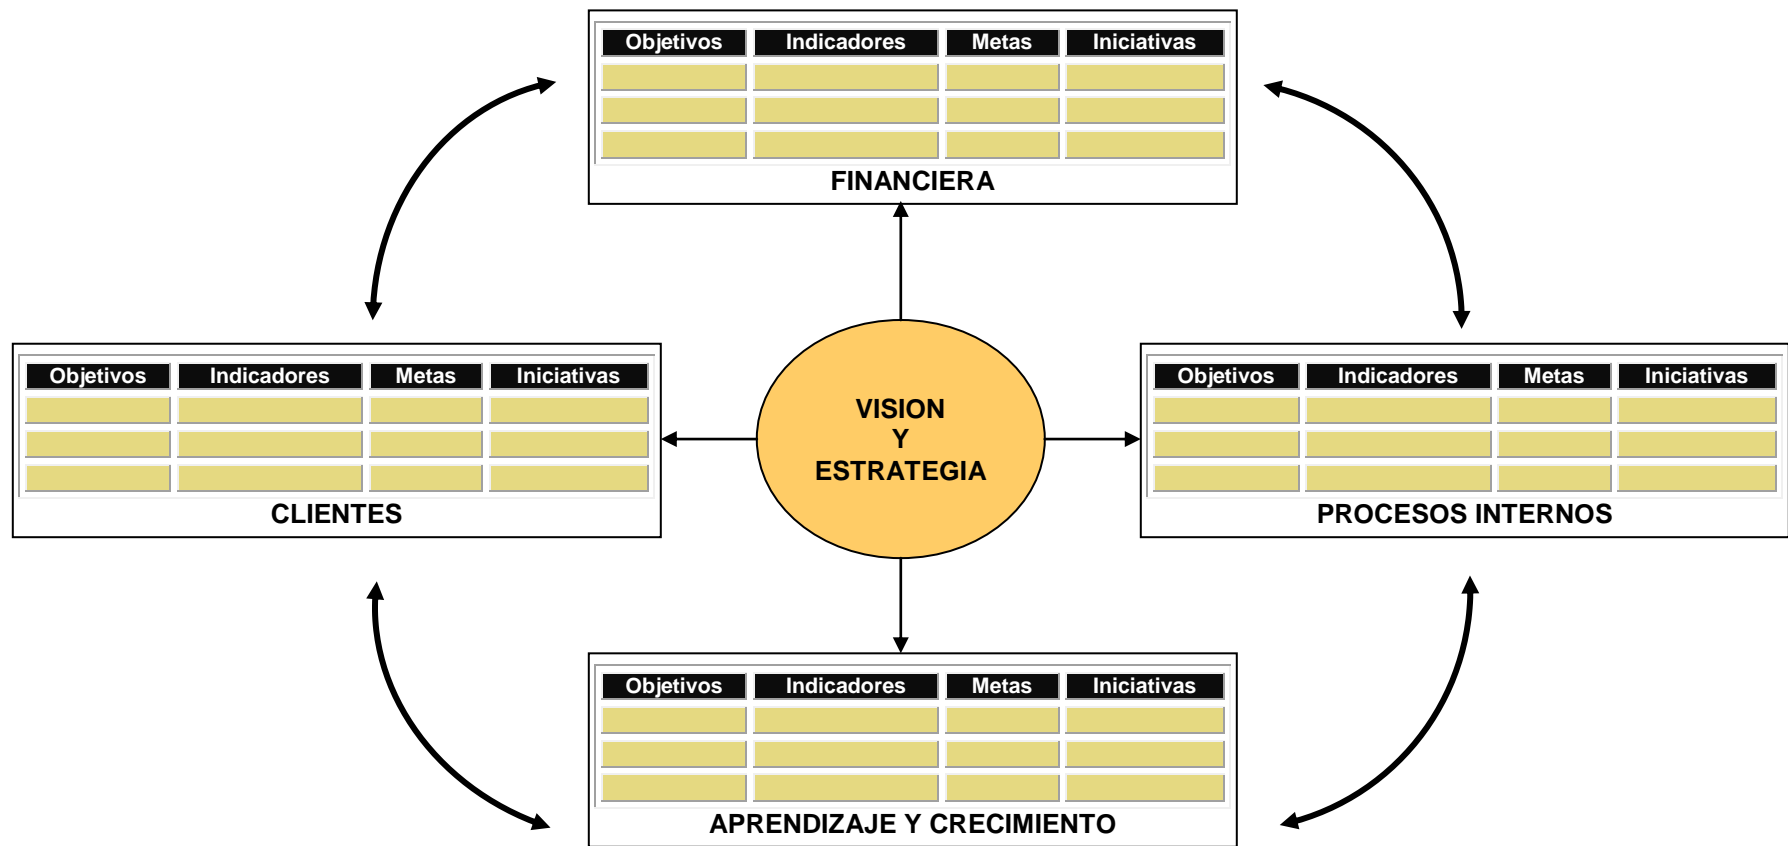 Objetivos Indicadores Metas Iniciativas
FINANCIERA
Objetivos Indicadores Metas Iniciativas
CLIENTES
VISION
Y
ESTRATEGIA
Objetivos Indicadores Metas Iniciativas
PROCESOS INTERNOS
Objetivos Indicadores Metas Iniciativas
APRENDIZAJE Y CRECIMIENTO